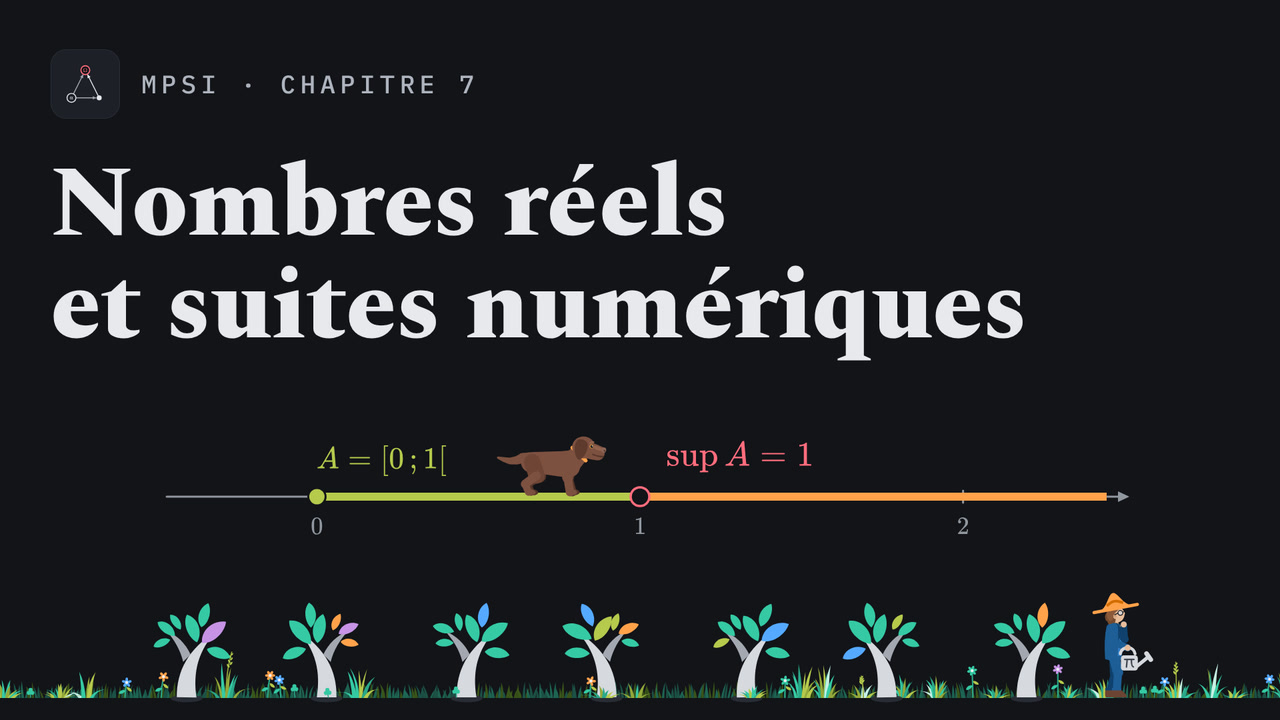 MPSI · CHAPITRE 7
Nombres réels
et suites numériques
A = [0 ; 1[
sup A = 1
0 1 2
π